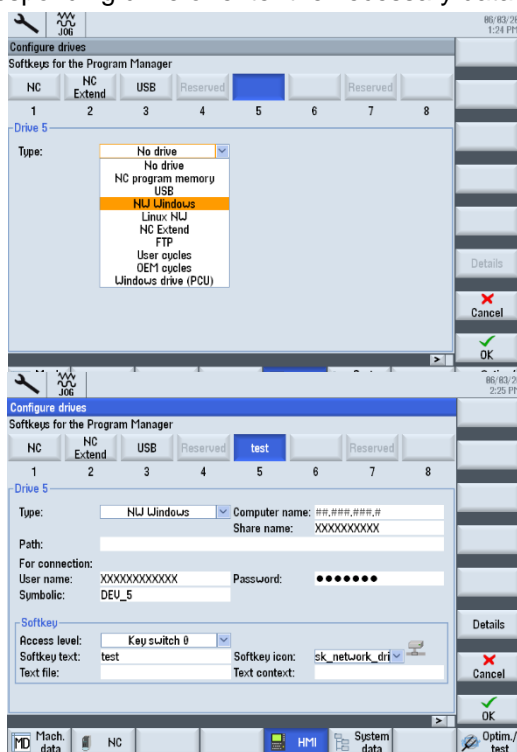 JOG
06/03/2
1:24 PM
Configure drives
Softkeys for the Program Manager
NC
NC Extend
USB
Reserved
Reserved
1 2 3 4 5 6 7 8
Drive 5
Type: No drive
No drive
NC program memory
USB
NW Windows
Linux NW
NC Extend
FTP
User cycles
OEM cycles
Windows drive (PCU)
Details
Cancel
OK
JOG
06/03/2
2:25 PM
Configure drives
Softkeys for the Program Manager
NC
NC Extend
USB
Reserved
test
Reserved
1 2 3 4 5 6 7 8
Drive 5
Type: NW Windows Computer name: ##.###.###.#
Share name: XXXXXXXXXX
Path:
For connection:
User name: XXXXXXXXXXXX Password: ●●●●●●●
Symbolic: DEV_5
Softkey
Access level: Key switch 0
Softkey text: test Softkey icon: sk_network_dri
Text file: Text context:
Details
Cancel
OK
MD Mach. data
NC
HMI
System data
Optim./ test